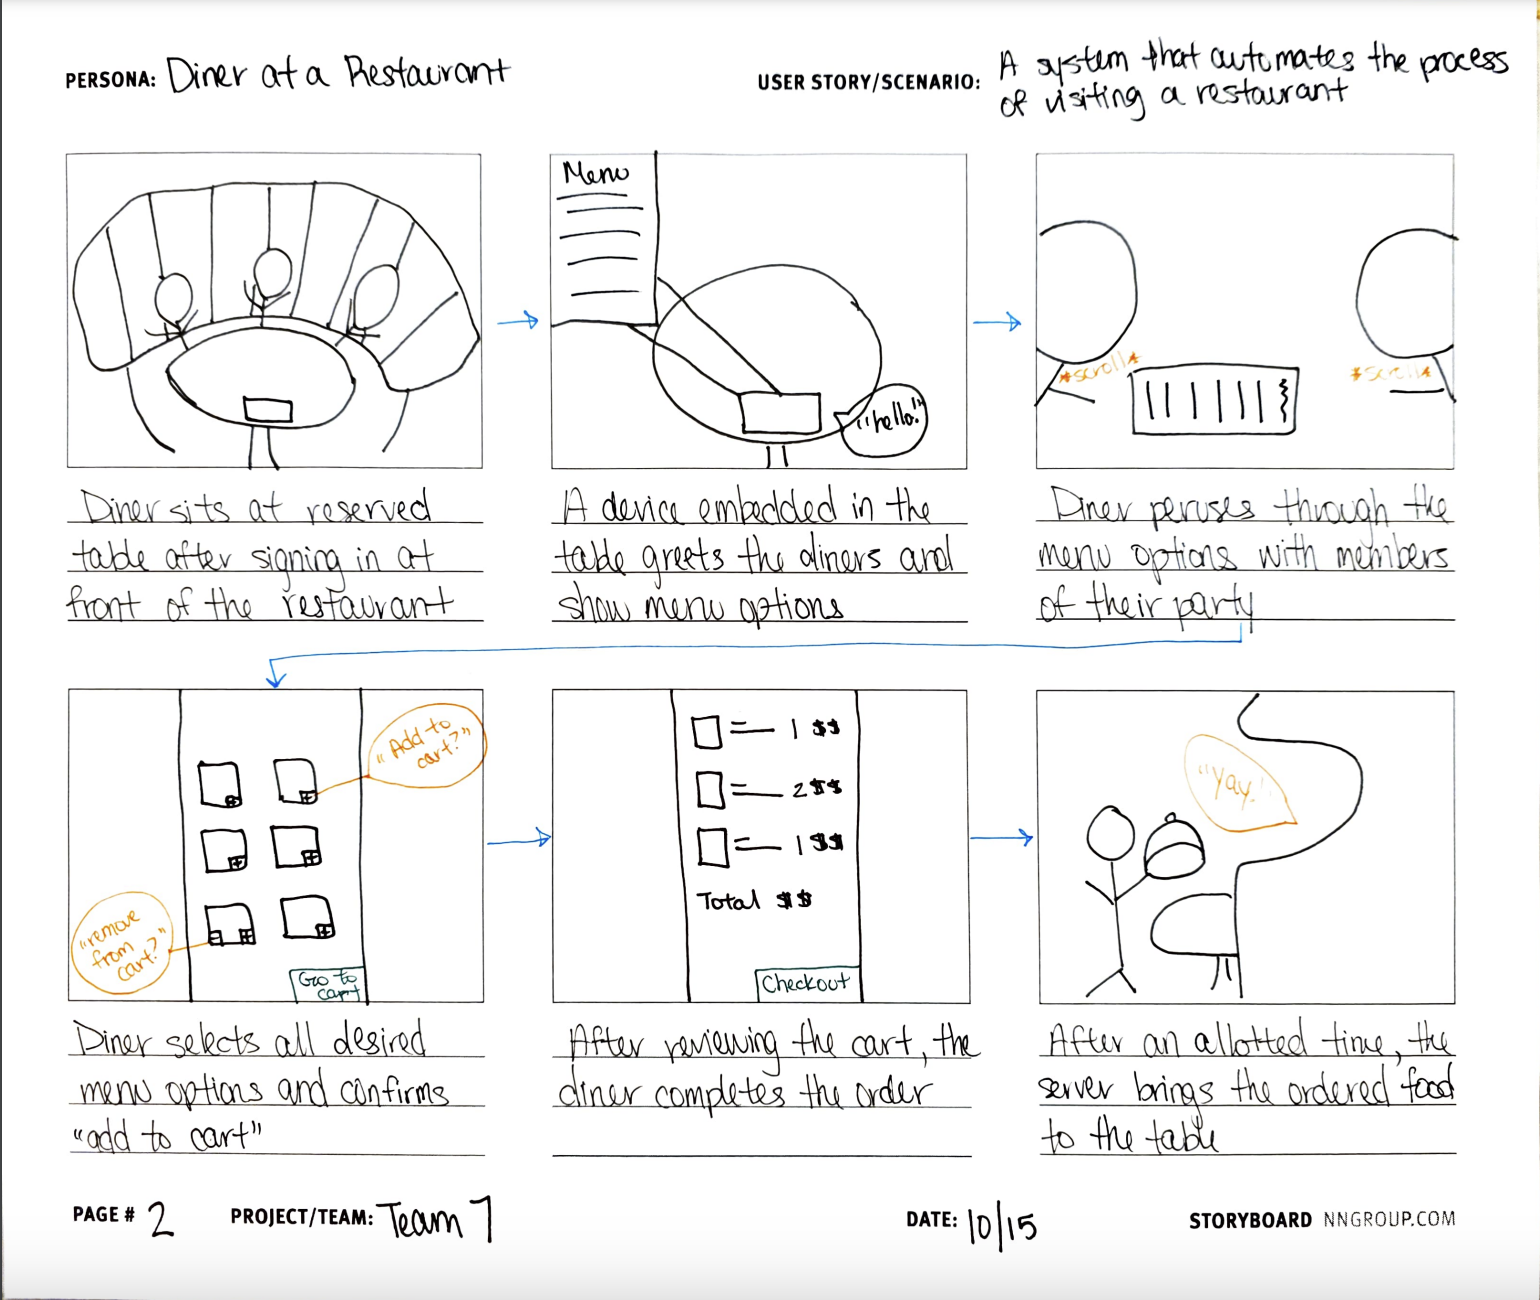 PERSONA: Diner at a Restaurant
USER STORY/SCENARIO: A system that automates the process
of visiting a restaurant
Menu
"hello!"
*scroll*
*scroll*
Diner sits at reserved
table after signing in at
front of the restaurant
A device embedded in the
table greets the diners and
show menu options
Diner peruses through the
menu options with members
of their party
"Add to
cart?"
"remove
from
cart?"
Go to
cart
1 $$
2 $$
1 $$
Total $$
Checkout
"Yay!"
Diner selects all desired
menu options and confirms
"add to cart"
After reviewing the cart, the
diner completes the order
After an allotted time, the
server brings the ordered food
to the table
PAGE # 2
PROJECT/TEAM: Team 7
DATE: 10/15
STORYBOARD NNGROUP.COM